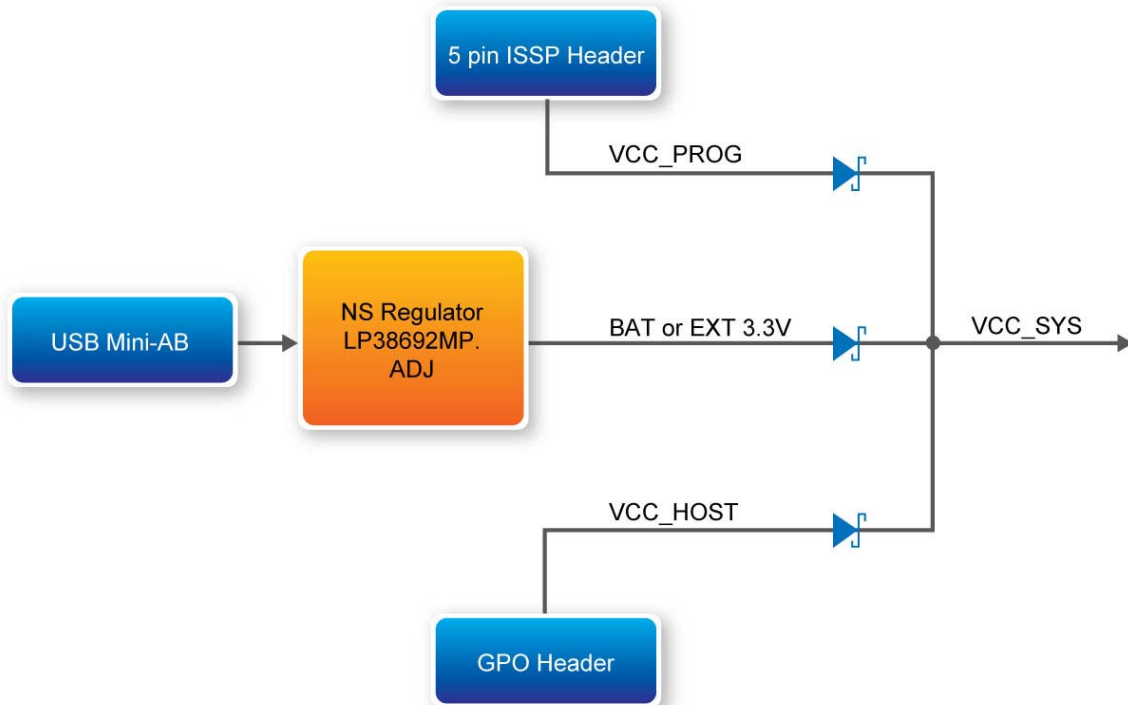 5 pin ISSP Header
VCC_PROG
USB Mini-AB
NS Regulator
LP38692MP.
ADJ
BAT or EXT 3.3V
VCC_SYS
VCC_HOST
GPO Header